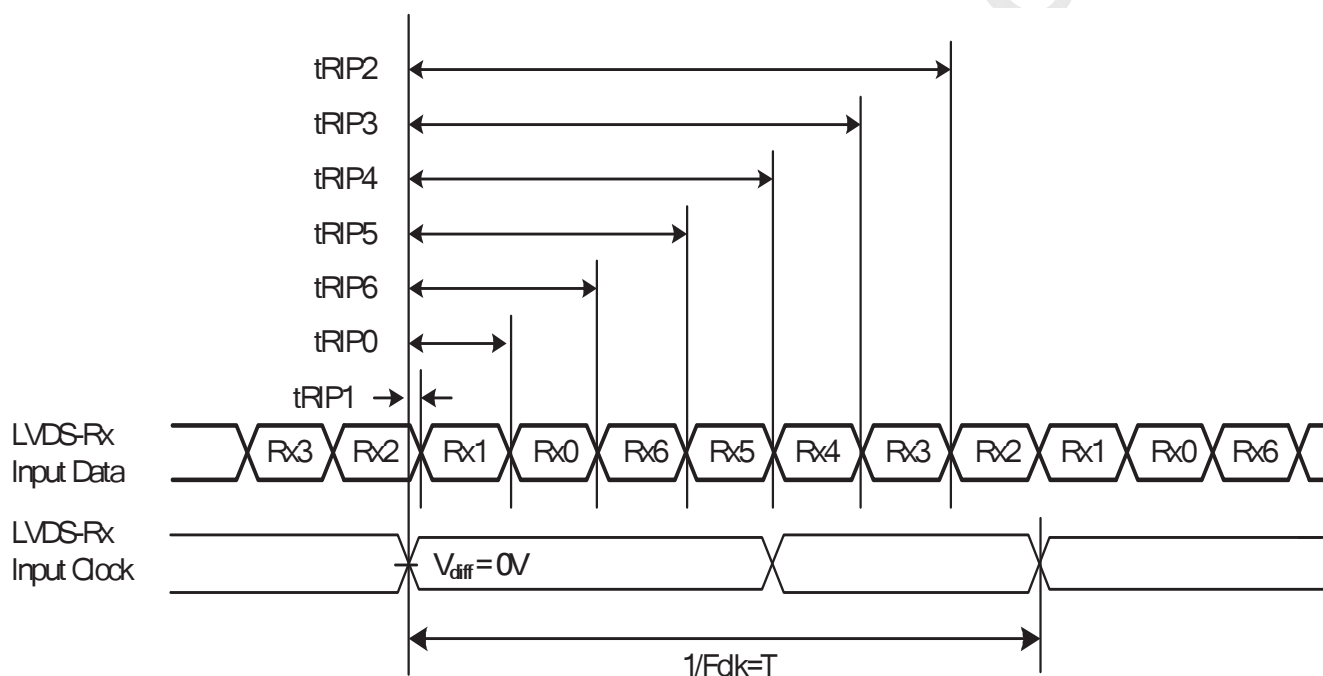 tRIP2
tRIP3
tRIP4
tRIP5
tRIP6
tRIP0
tRIP1
LVDS-Rx
Input Data
Rx3 Rx2 Rx1 Rx0 Rx6 Rx5 Rx4 Rx3 Rx2 Rx1 Rx0 Rx6
LVDS-Rx
Input Clock
Vdiff = 0V
1/Fclk=T